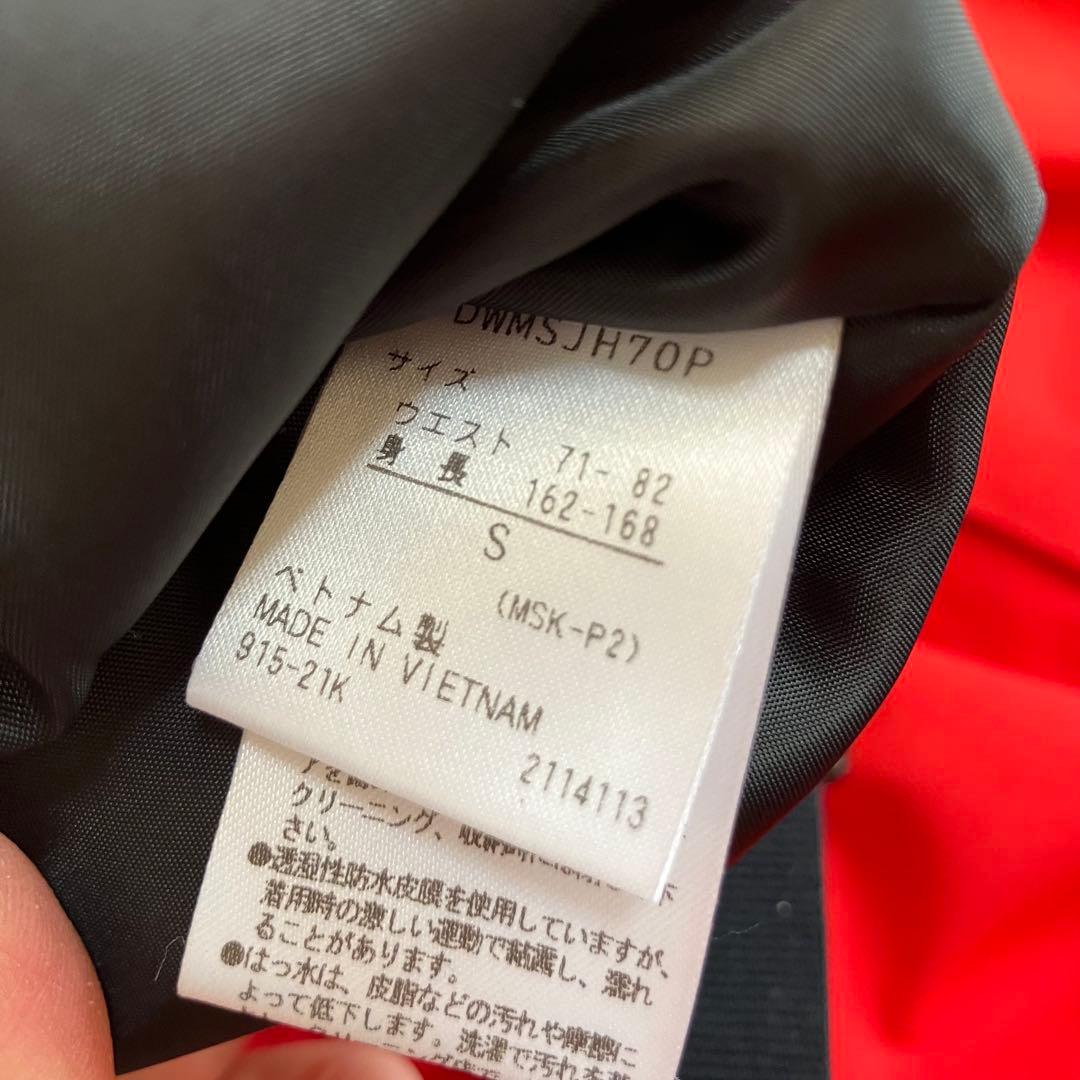 DWMSJH70P
サイズ
ウエスト 71- 82
身 長 162-168
S
(MSK-P2)
ベトナム製
MADE IN VIETNAM
915-21K
2114113
クリーニング、
さい。
●透湿性防水皮膜を使用していますが、
着用時の激しい運動で結露し、濡れ
ることがあります。
●はっ水は、皮脂などの汚れや摩擦に
よって低下します。洗濯で汚れを